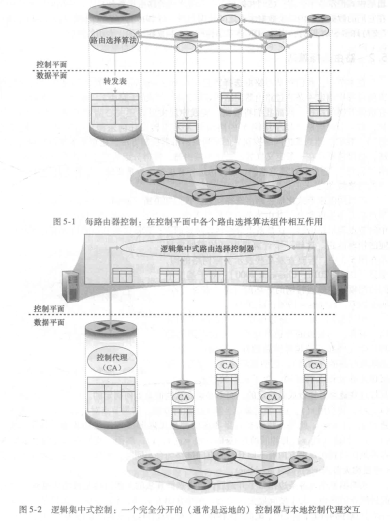 路由选择算法
控制平面
数据平面
转发表
图5-1 每路由器控制：在控制平面中各个路由选择算法组件相互作用
逻辑集中式路由选择控制器
控制平面
数据平面
控制代理
（CA）
CA
CA
CA
CA
图5-2 逻辑集中式控制：一个完全分开的（通常是远地的）控制器与本地控制代理交互